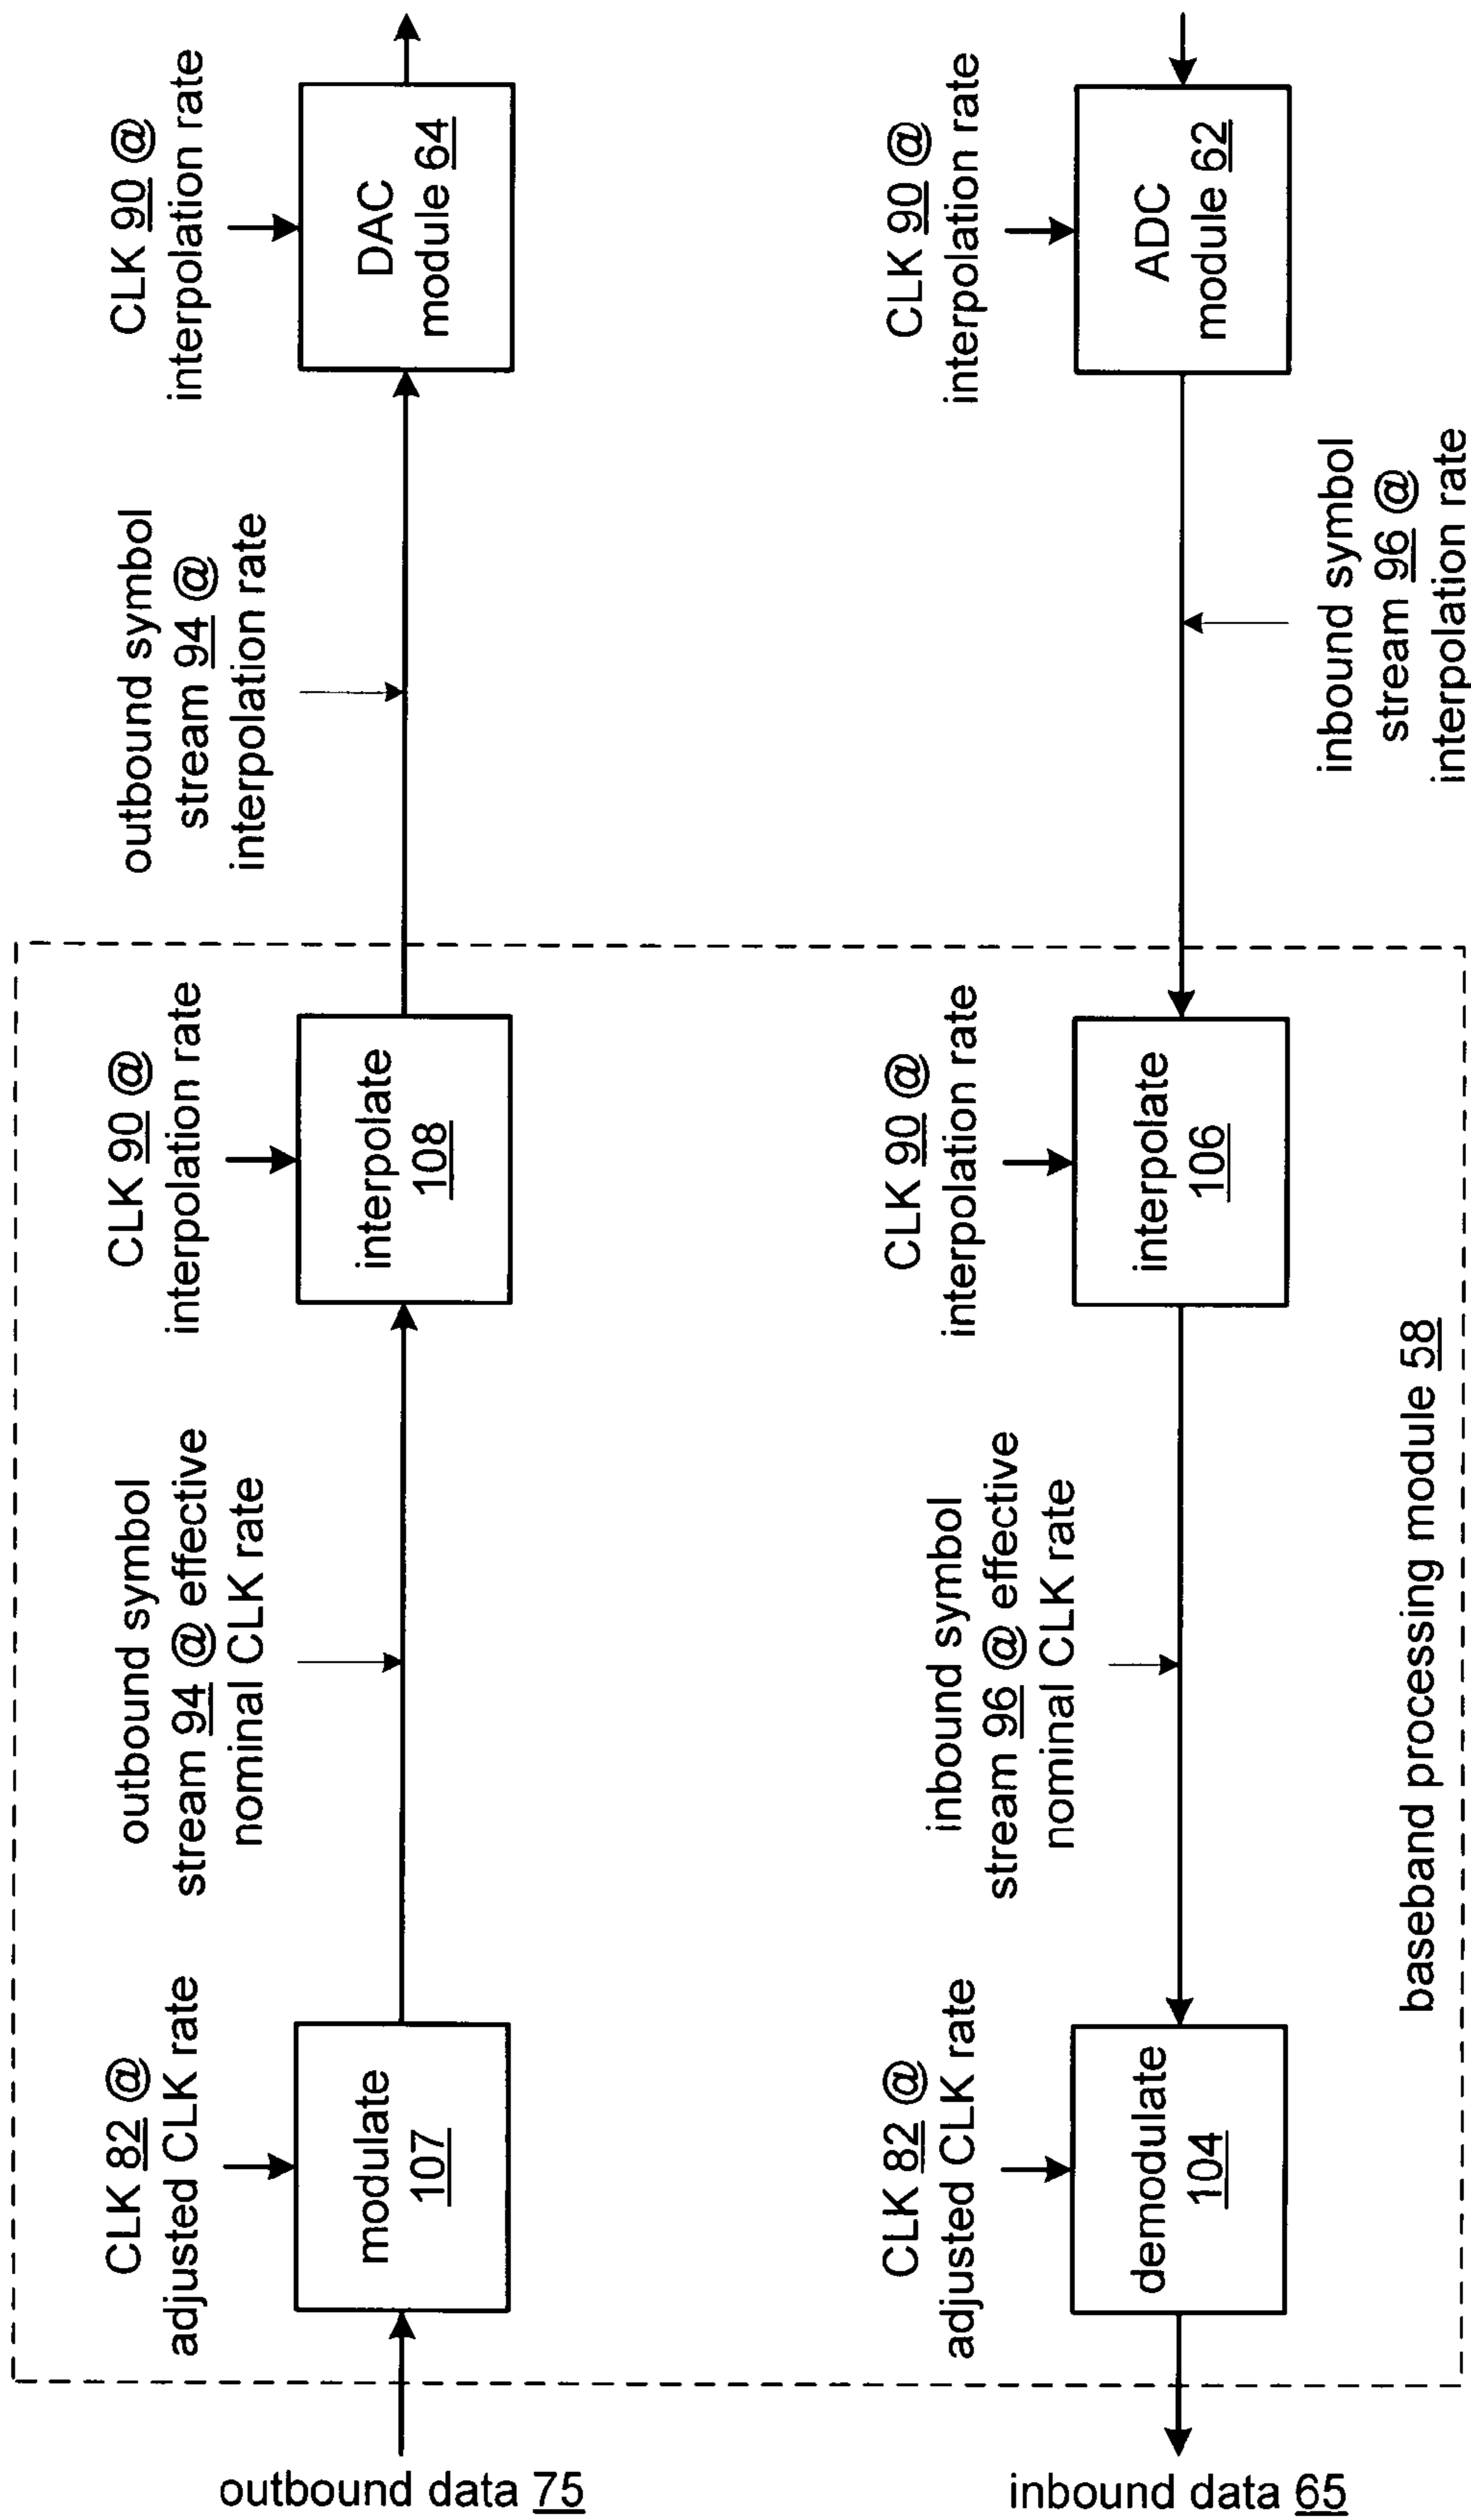 outbound data 75
CLK 82 @
adjusted CLK rate
modulate
107
outbound symbol
stream 94 @ effective
nominal CLK rate
CLK 90 @
interpolation rate
interpolate
108
outbound symbol
stream 94 @
interpolation rate
CLK 90 @
interpolation rate
DAC
module 64
inbound data 65
CLK 82 @
adjusted CLK rate
demodulate
104
inbound symbol
stream 96 @ effective
nominal CLK rate
CLK 90 @
interpolation rate
interpolate
106
inbound symbol
stream 96 @
interpolation rate
CLK 90 @
interpolation rate
ADC
module 62
baseband processing module 58